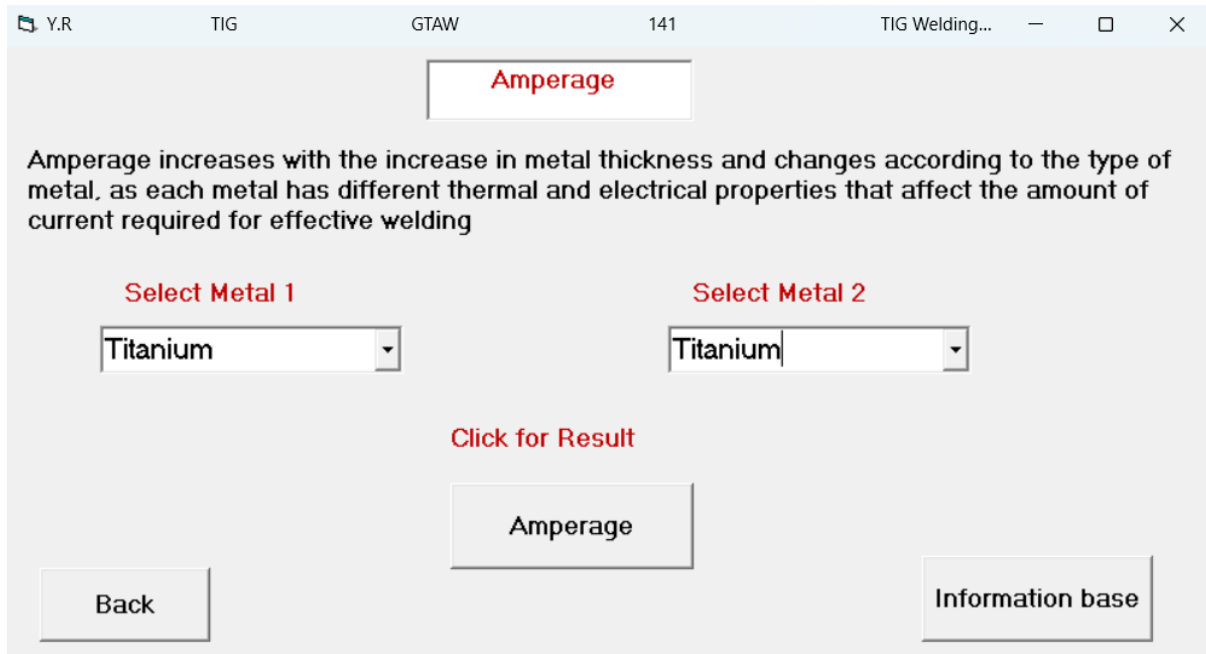 Y.R TIG GTAW 141 TIG Welding...
Amperage
Amperage increases with the increase in metal thickness and changes according to the type of
metal, as each metal has different thermal and electrical properties that affect the amount of
current required for effective welding
Select Metal 1 Select Metal 2
Titanium Titanium
Click for Result
Amperage
Back Information base